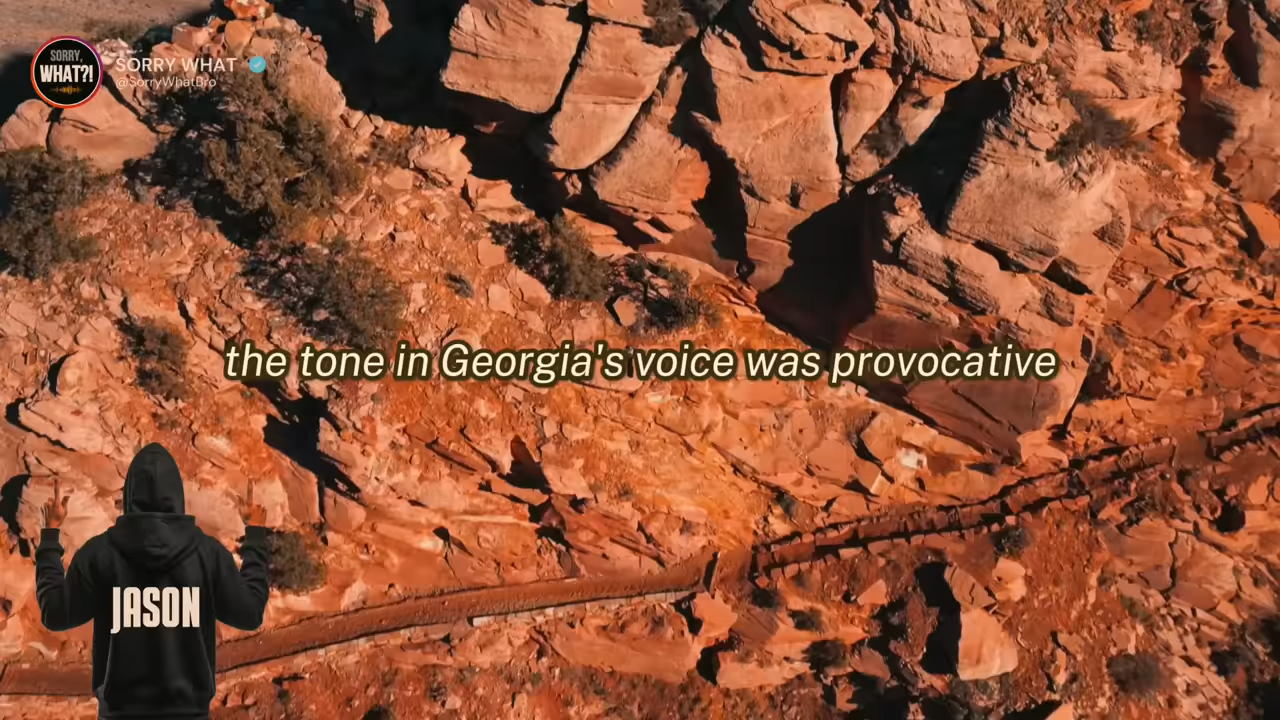 SORRY,
WHAT?!
SORRY WHAT
@SorryWhatBro
the tone in Georgia's voice was provocative
JASON